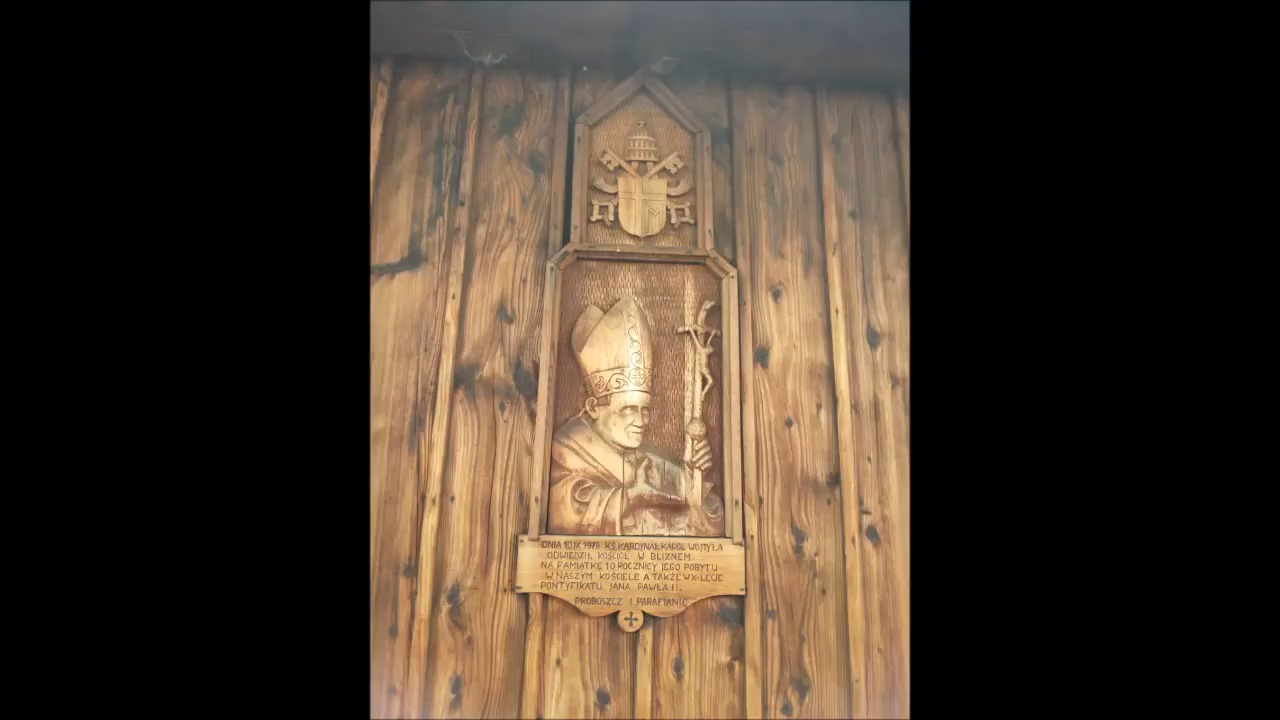 DNIA 10.IX 1978 KS. KARDYNAŁ KAROL WOJTYŁA
ODWIEDZIŁ KOŚCIÓŁ W BLIZNEM.
NA PAMIĄTKĘ 10 ROCZNICY JEGO POBYTU
W NASZYM KOŚCIELE A TAKŻE W X-LECIE
PONTYFIKATU JANA PAWŁA II.
PROBOSZCZ I PARAFIANIE